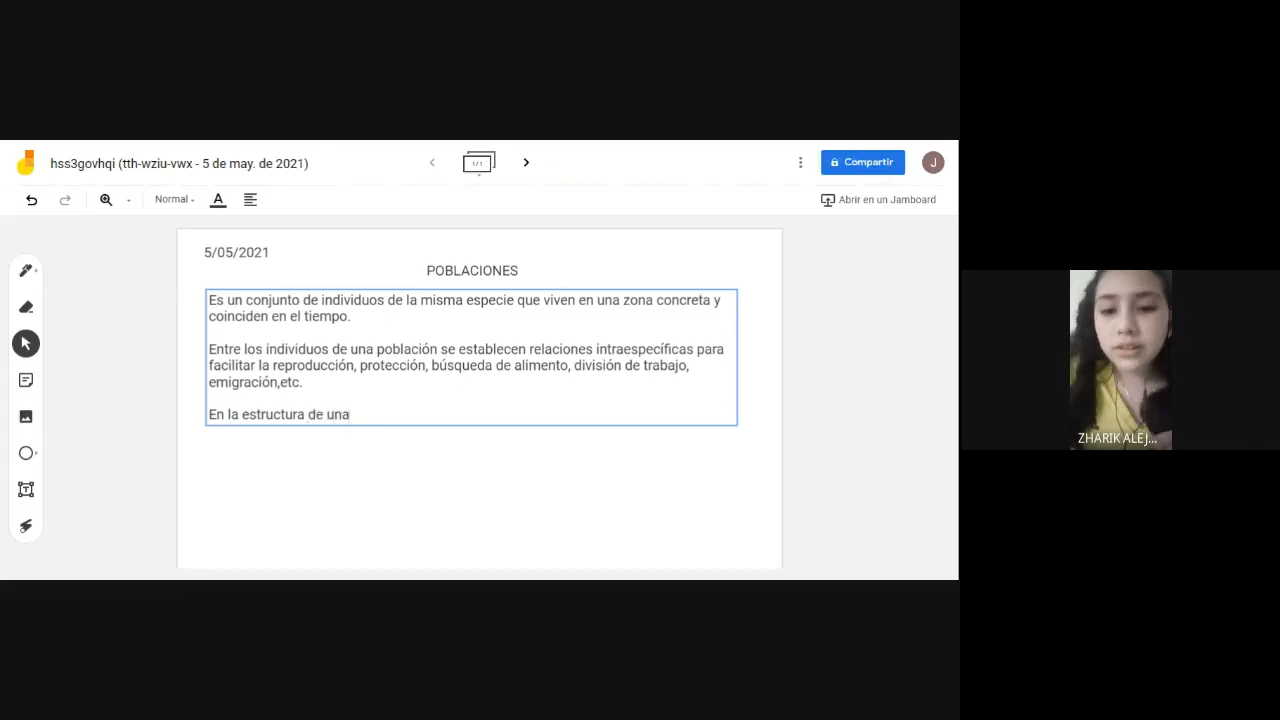 hss3govhqi (tth-wziu-vwx - 5 de may. de 2021)
1/1
Compartir
J
Normal
A
Abrir en un Jamboard
5/05/2021
POBLACIONES
Es un conjunto de individuos de la misma especie que viven en una zona concreta y
coinciden en el tiempo.
Entre los individuos de una población se establecen relaciones intraespecíficas para
facilitar la reproducción, protección, búsqueda de alimento, división de trabajo,
emigración,etc.
En la estructura de una
T
ZHARIK ALEJ...